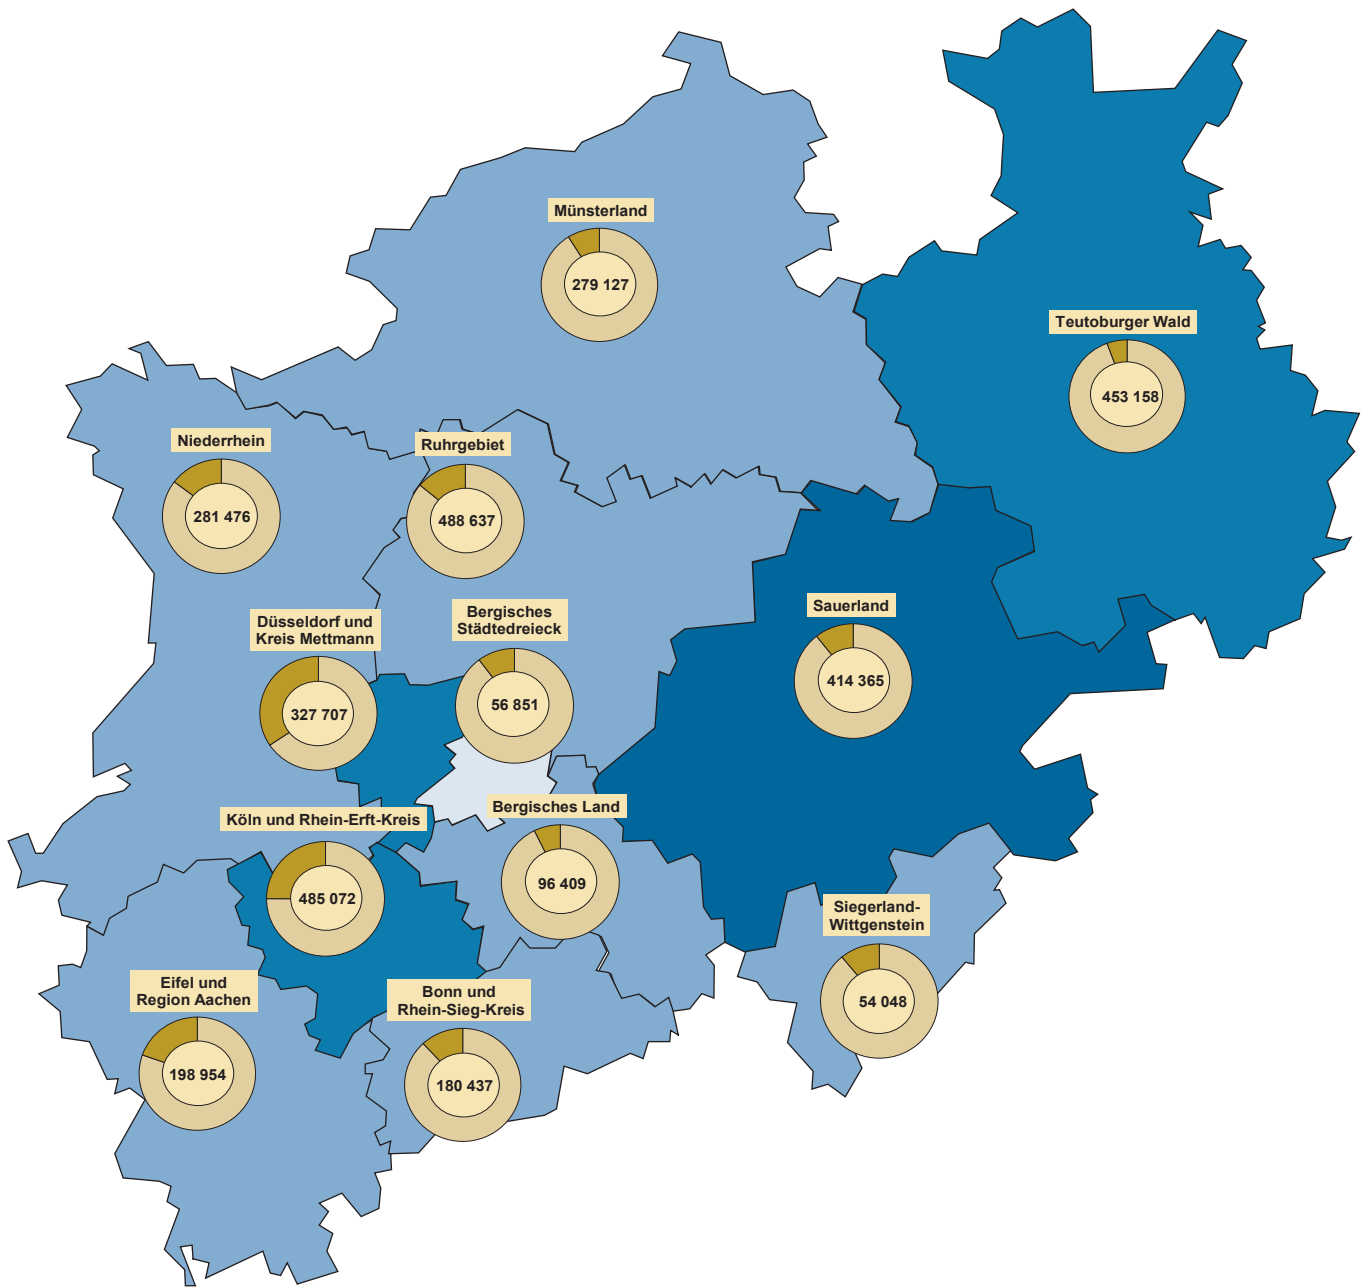 Münsterland
279 127
Teutoburger Wald
453 158
Niederrhein
281 476
Ruhrgebiet
488 637
Düsseldorf und
Kreis Mettmann
327 707
Bergisches
Städtedreieck
56 851
Sauerland
414 365
Köln und Rhein-Erft-Kreis
485 072
Bergisches Land
96 409
Siegerland-
Wittgenstein
54 048
Eifel und
Region Aachen
198 954
Bonn und
Rhein-Sieg-Kreis
180 437